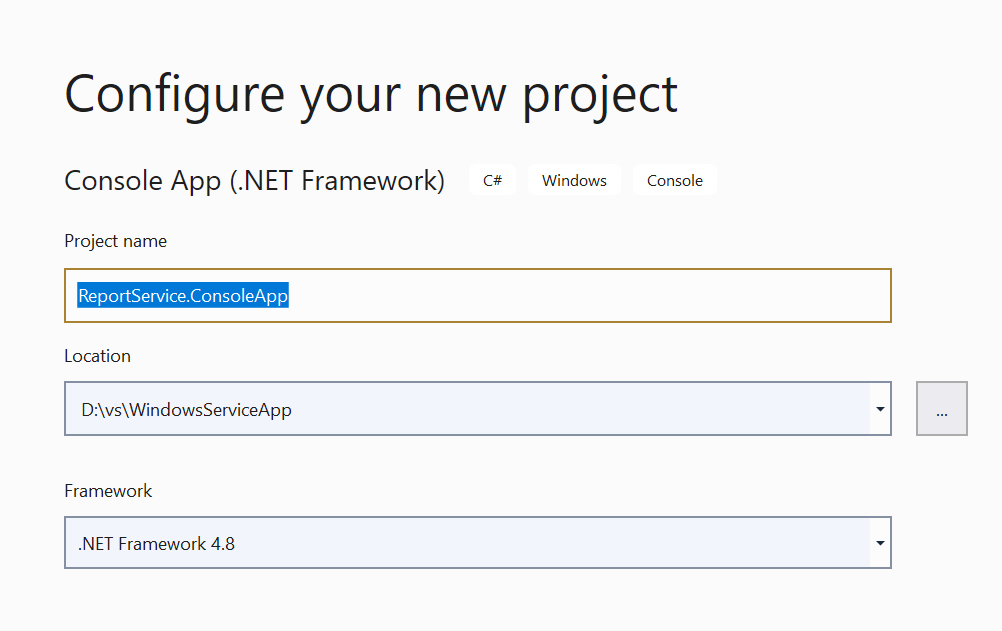 Configure your new project
Console App (.NET Framework) C# Windows Console
Project name
ReportService.ConsoleApp
Location
D:\vs\WindowsServiceApp
...
Framework
.NET Framework 4.8